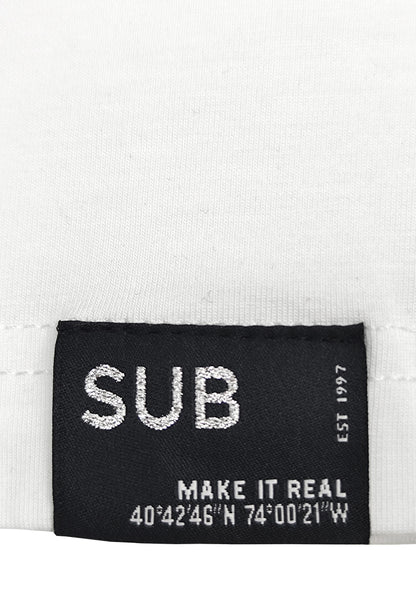 SUB
EST 1997
MAKE IT REAL
40°42'46"N 74°00'21"W